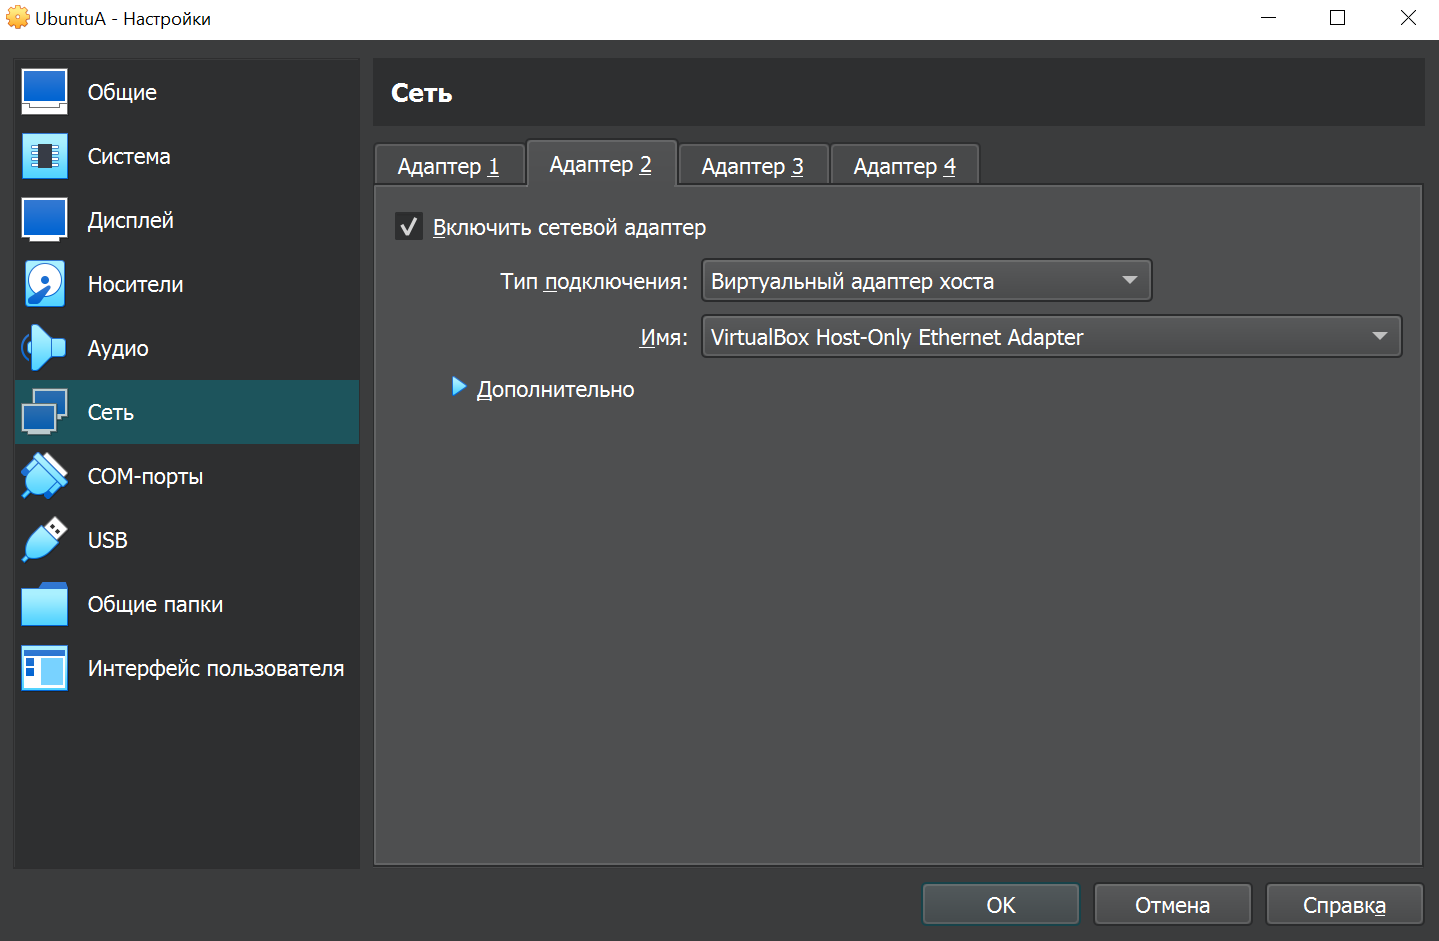 UbuntuA - Настройки
Общие
Система
Дисплей
Носители
Аудио
Сеть
COM-порты
USB
Общие папки
Интерфейс пользователя
Сеть
Адаптер 1
Адаптер 2
Адаптер 3
Адаптер 4
Включить сетевой адаптер
Тип подключения: Виртуальный адаптер хоста
Имя: VirtualBox Host-Only Ethernet Adapter
Дополнительно
OK
Отмена
Справка